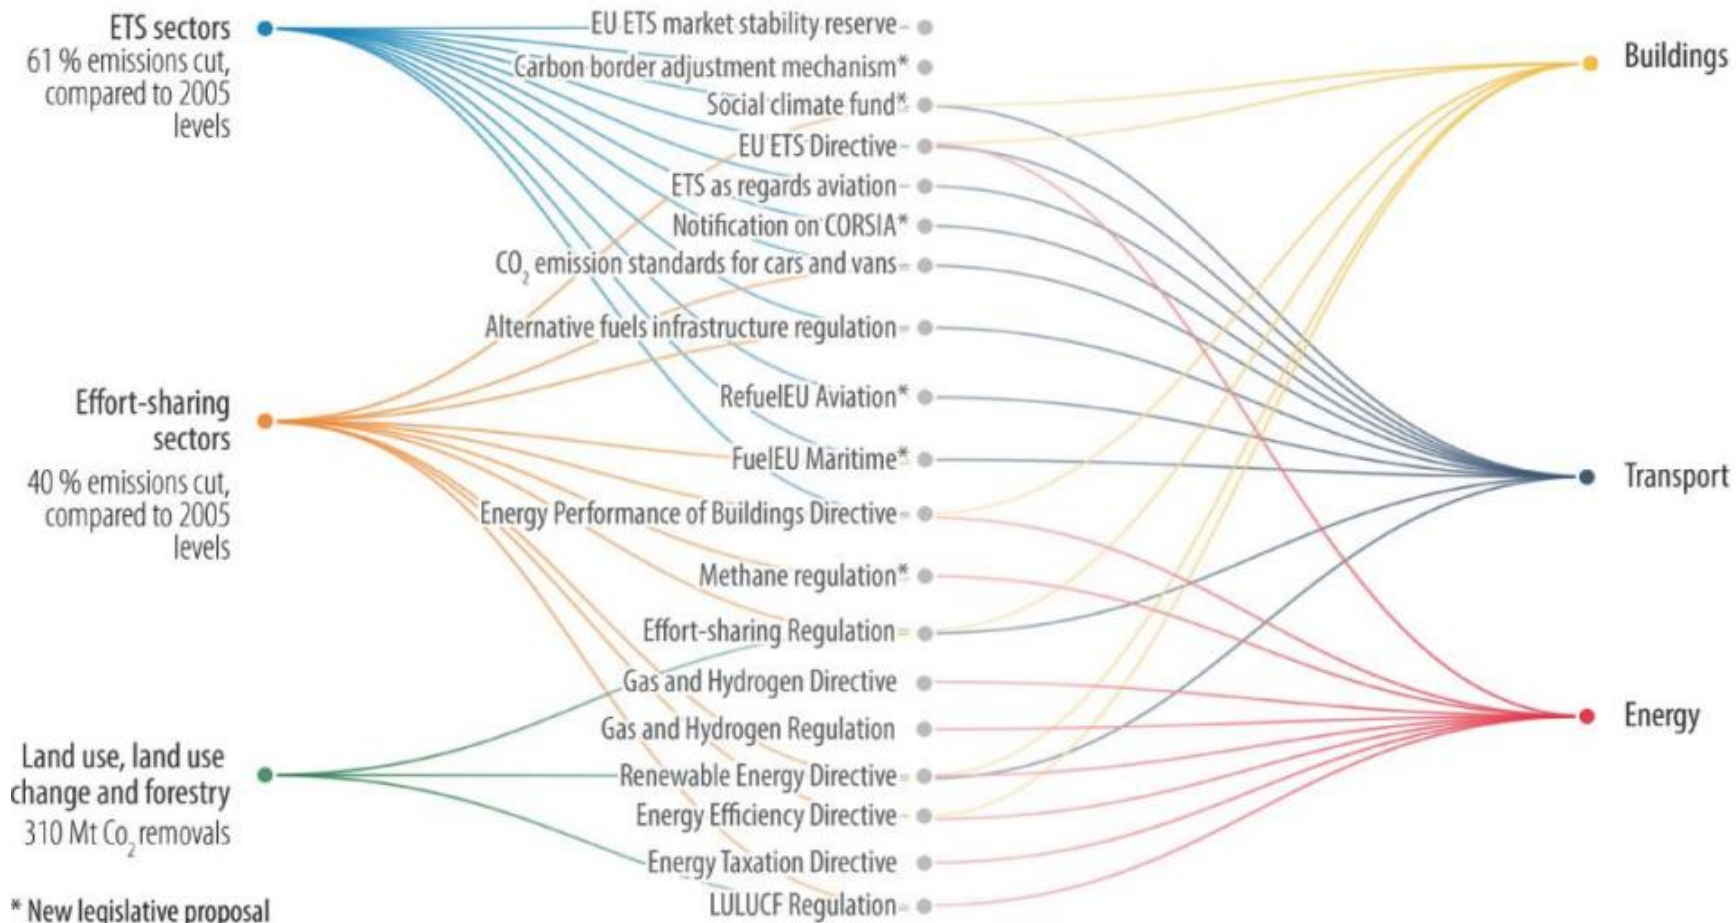 ETS sectors
61 % emissions cut,
compared to 2005
levels
Effort-sharing
sectors
40 % emissions cut,
compared to 2005
levels
Land use, land use
change and forestry
310 Mt Co₂ removals
* New legislative proposal
EU ETS market stability reserve
Carbon border adjustment mechanism*
Social climate fund*
EU ETS Directive
ETS as regards aviation
Notification on CORSIA*
CO₂ emission standards for cars and vans
Alternative fuels infrastructure regulation
RefuelEU Aviation*
FuelEU Maritime*
Energy Performance of Buildings Directive
Methane regulation*
Effort-sharing Regulation
Gas and Hydrogen Directive
Gas and Hydrogen Regulation
Renewable Energy Directive
Energy Efficiency Directive
Energy Taxation Directive
LULUCF Regulation
Buildings
Transport
Energy